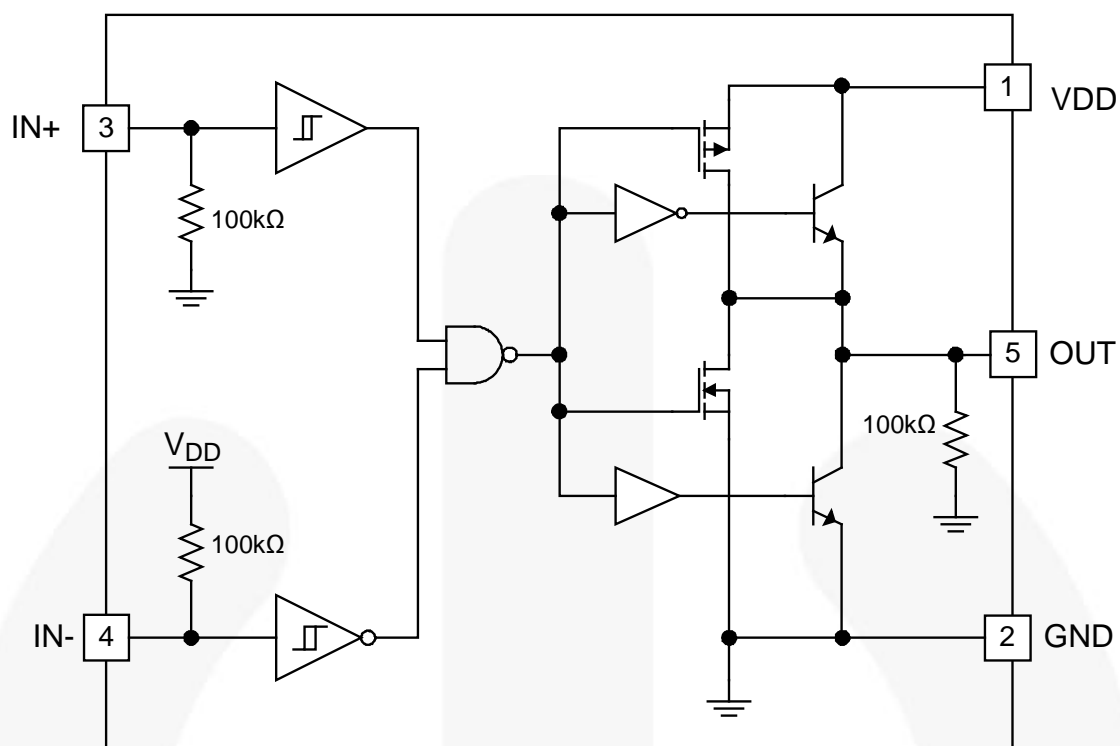 1
VDD
IN+
3
100kΩ
5
OUT
100kΩ
VDD
100kΩ
IN-
4
2
GND